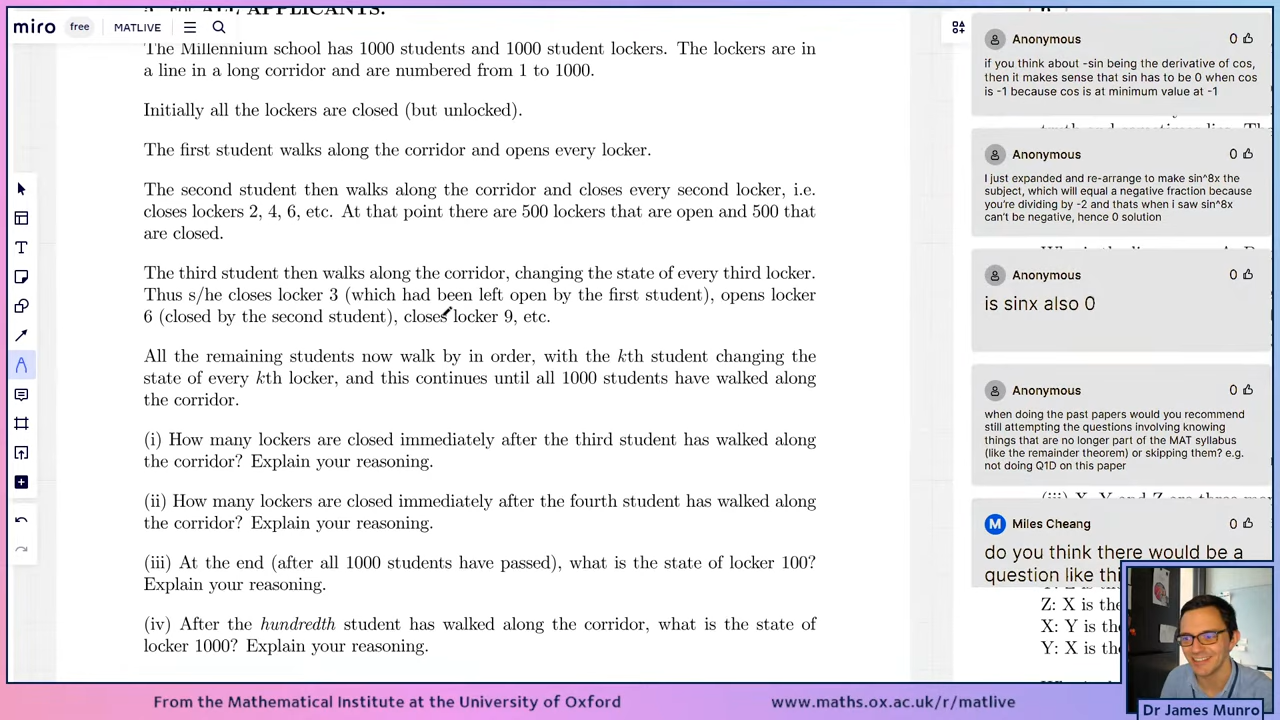 miro
free
MATLIVE
5. FOR ALL APPLICANTS.
The Millennium school has 1000 students and 1000 student lockers. The lockers are in
a line in a long corridor and are numbered from 1 to 1000.
Initially all the lockers are closed (but unlocked).
The first student walks along the corridor and opens every locker.
The second student then walks along the corridor and closes every second locker, i.e.
closes lockers 2, 4, 6, etc. At that point there are 500 lockers that are open and 500 that
are closed.
The third student then walks along the corridor, changing the state of every third locker.
Thus s/he closes locker 3 (which had been left open by the first student), opens locker
6 (closed by the second student), closes locker 9, etc.
All the remaining students now walk by in order, with the kth student changing the
state of every kth locker, and this continues until all 1000 students have walked along
the corridor.
(i) How many lockers are closed immediately after the third student has walked along
the corridor? Explain your reasoning.
(ii) How many lockers are closed immediately after the fourth student has walked along
the corridor? Explain your reasoning.
(iii) At the end (after all 1000 students have passed), what is the state of locker 100?
Explain your reasoning.
(iv) After the hundredth student has walked along the corridor, what is the state of
locker 1000? Explain your reasoning.
Anonymous
0
if you think about -sin being the derivative of cos,
then it makes sense that sin has to be 0 when cos
is -1 because cos is at minimum value at -1
Anonymous
0
I just expanded and re-arrange to make sin^8x the
subject, which will equal a negative fraction because
you're dividing by -2 and thats when i saw sin^8x
can't be negative, hence 0 solution
Anonymous
0
is sinx also 0
Anonymous
0
when doing the past papers would you recommend
still attempting the questions involving knowing
things that are no longer part of the MAT syllabus
(like the remainder theorem) or skipping them? e.g.
not doing Q1D on this paper
M
Miles Cheang
0
do you think there would be a
question like thi
Z: X is the
X: Y is the
Y: X is the
Dr James Munro
From the Mathematical Institute at the University of Oxford
www.maths.ox.ac.uk/r/matlive